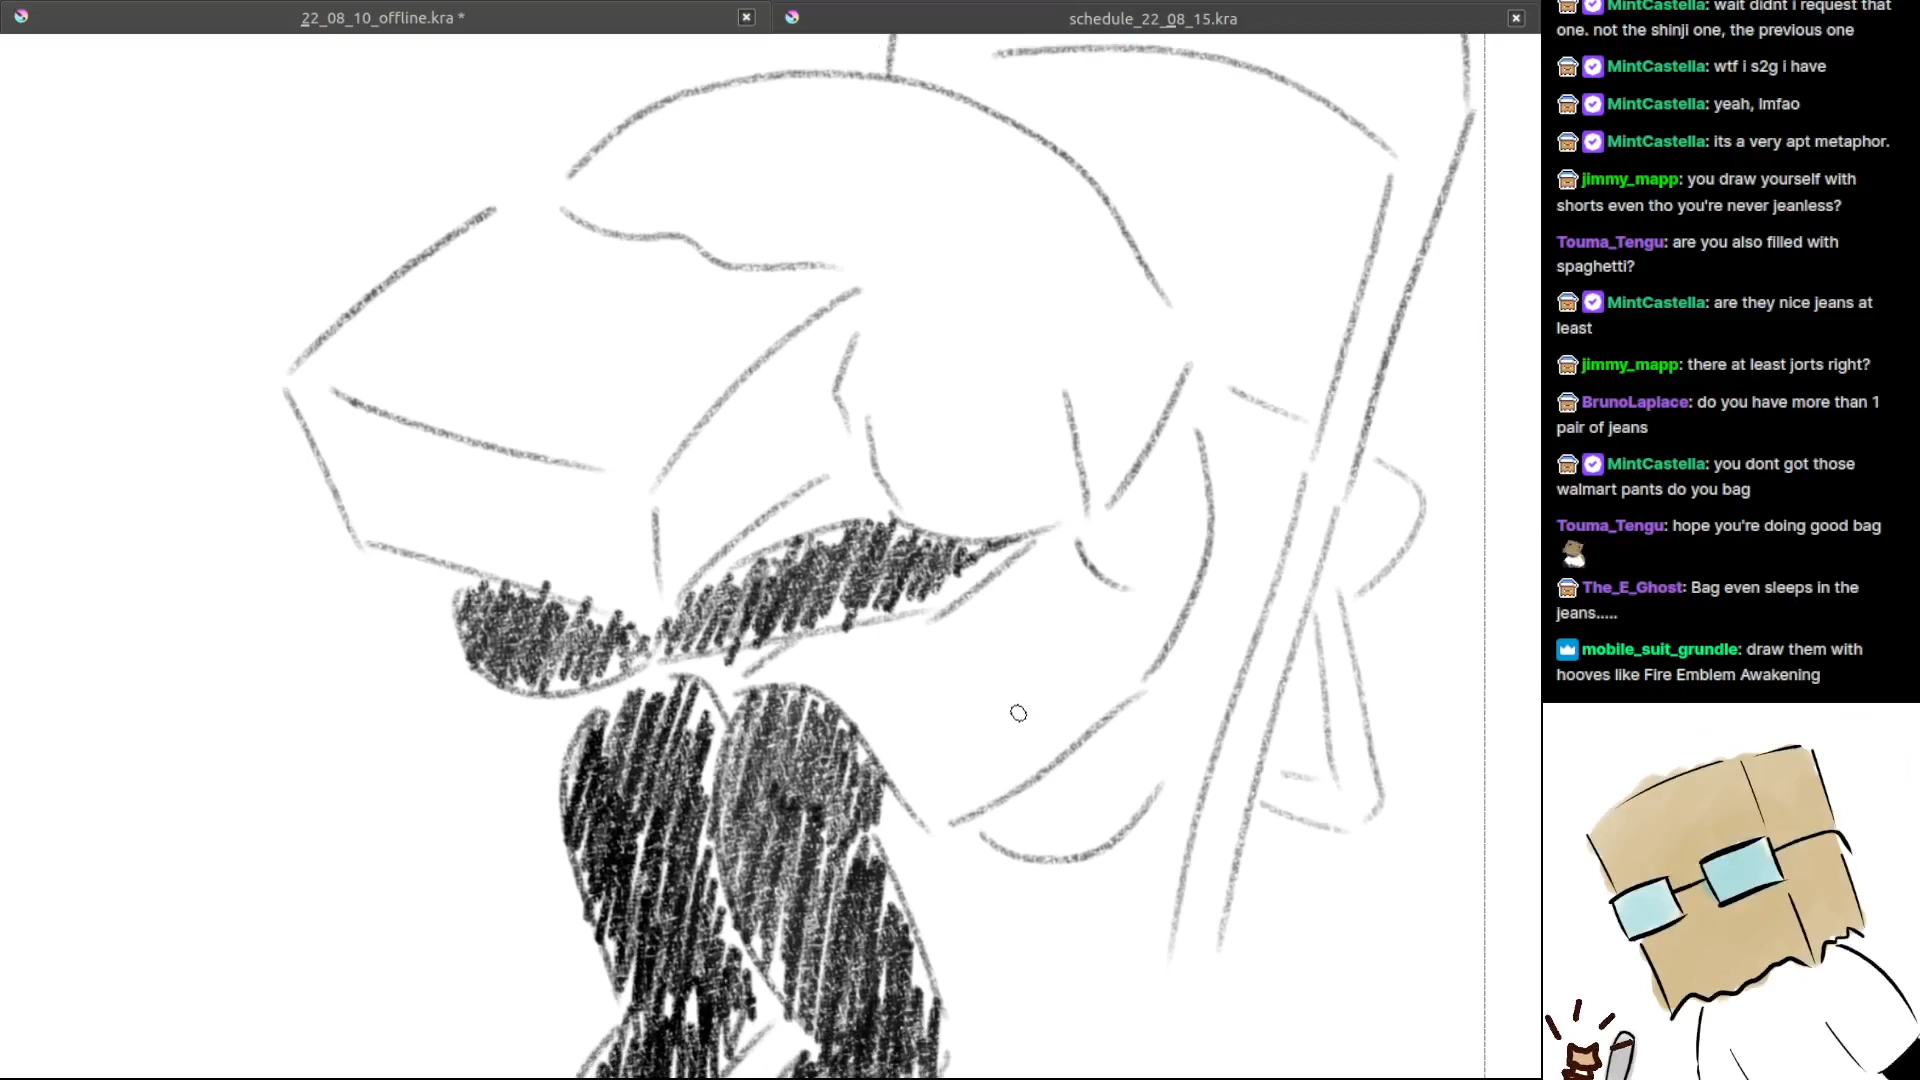 22_08_10_offline.kra *
schedule_22_08_15.kra
MintCastella: wait didnt i request that
one. not the shinji one, the previous one
MintCastella: wtf i s2g i have
MintCastella: yeah, lmfao
MintCastella: its a very apt metaphor.
jimmy_mapp: you draw yourself with
shorts even tho you're never jeanless?
Touma_Tengu: are you also filled with
spaghetti?
MintCastella: are they nice jeans at
least
jimmy_mapp: there at least jorts right?
BrunoLaplace: do you have more than 1
pair of jeans
MintCastella: you dont got those
walmart pants do you bag
Touma_Tengu: hope you're doing good bag
The_E_Ghost: Bag even sleeps in the
jeans.....
mobile_suit_grundle: draw them with
hooves like Fire Emblem Awakening